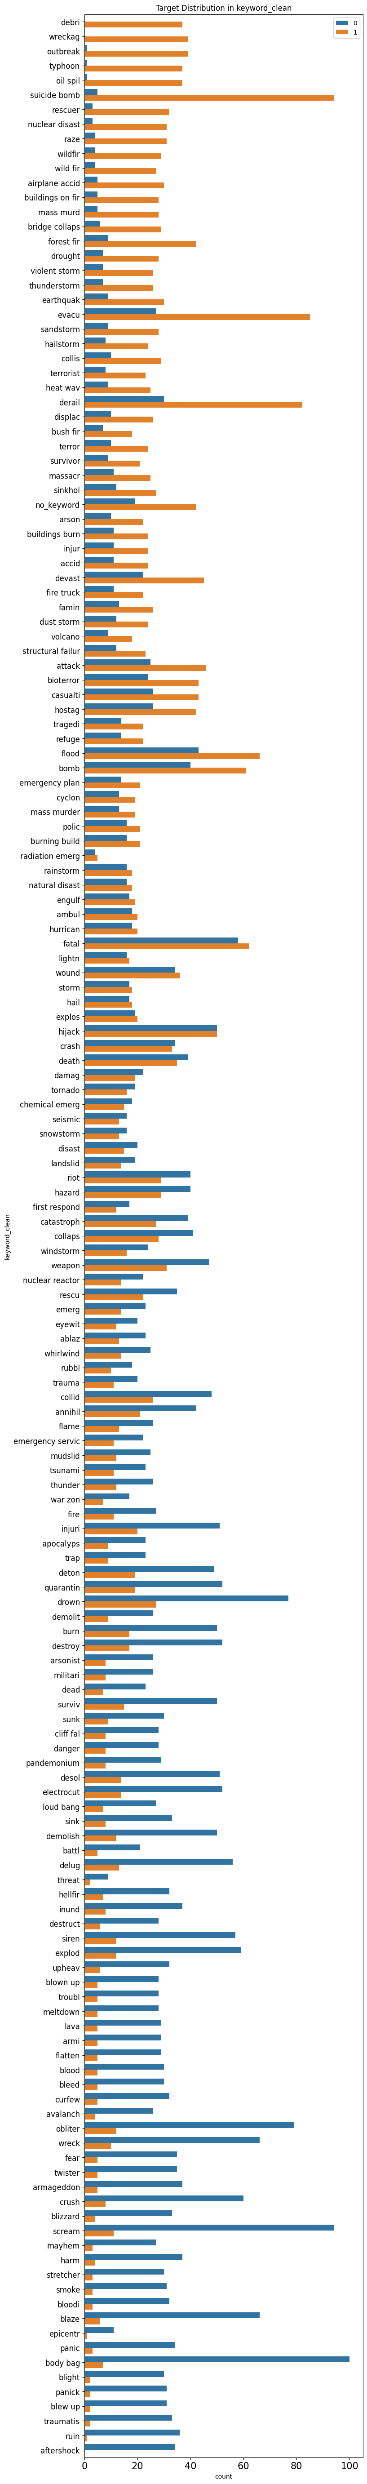 Target Distribution in keyword_clean
0
1
debri
wreckag
outbreak
typhoon
oil spil
suicide bomb
rescuer
nuclear disast
raze
wildfir
wild fir
airplane accid
buildings on fir
mass murd
bridge collaps
forest fir
drought
violent storm
thunderstorm
earthquak
evacu
sandstorm
hailstorm
collis
terrorist
heat wav
derail
displac
bush fir
terror
survivor
massacr
sinkhol
no_keyword
arson
buildings burn
injur
accid
devast
fire truck
famin
dust storm
volcano
structural failur
attack
bioterror
casualti
hostag
tragedi
refuge
flood
bomb
emergency plan
cyclon
mass murder
polic
burning build
radiation emerg
rainstorm
natural disast
engulf
ambul
hurrican
fatal
lightn
wound
storm
hail
explos
hijack
crash
death
damag
tornado
chemical emerg
seismic
snowstorm
disast
landslid
riot
hazard
first respond
catastroph
collaps
windstorm
weapon
nuclear reactor
rescu
emerg
eyewit
ablaz
whirlwind
rubbl
trauma
collid
annihil
flame
emergency servic
mudslid
tsunami
thunder
war zon
fire
injuri
apocalyps
trap
deton
quarantin
drown
demolit
burn
destroy
arsonist
militari
dead
surviv
sunk
cliff fal
danger
pandemonium
desol
electrocut
loud bang
sink
demolish
battl
delug
threat
hellfir
inund
destruct
siren
explod
upheav
blown up
troubl
meltdown
lava
armi
flatten
blood
bleed
curfew
avalanch
obliter
wreck
fear
twister
armageddon
crush
blizzard
scream
mayhem
harm
stretcher
smoke
bloodi
blaze
epicentr
panic
body bag
blight
panick
blew up
traumatis
ruin
aftershock
keyword_clean
0
20
40
60
80
100
count